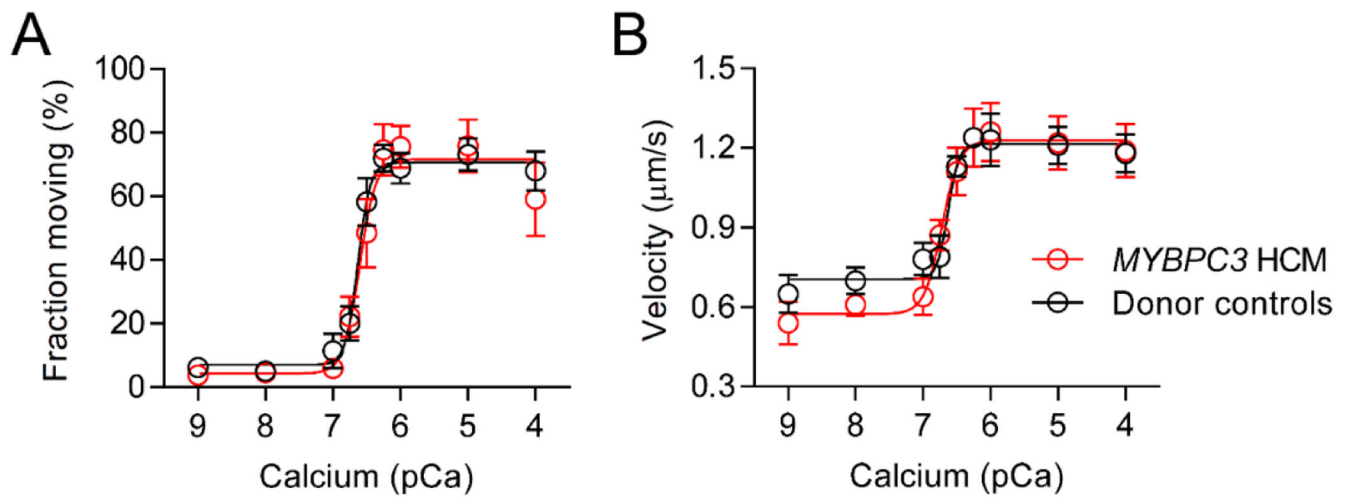 A
Fraction moving (%)
100
80
60
40
20
0
9 8 7 6 5 4
Calcium (pCa)
B
Velocity (μm/s)
1.5
1.2
0.9
0.6
0.3
9 8 7 6 5 4
Calcium (pCa)
MYBPC3 HCM
Donor controls